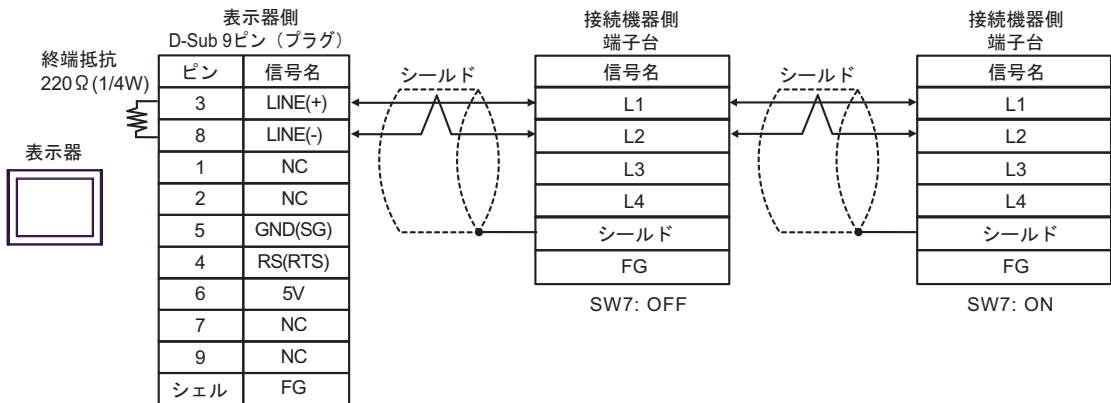 表示器側
D-Sub 9ピン（プラグ）
終端抵抗
220Ω(1/4W)
表示器
ピン 信号名
3 LINE(+)
8 LINE(-)
1 NC
2 NC
5 GND(SG)
4 RS(RTS)
6 5V
7 NC
9 NC
シェル FG
シールド
接続機器側
端子台
信号名
L1
L2
L3
L4
シールド
FG
SW7: OFF
シールド
接続機器側
端子台
信号名
L1
L2
L3
L4
シールド
FG
SW7: ON